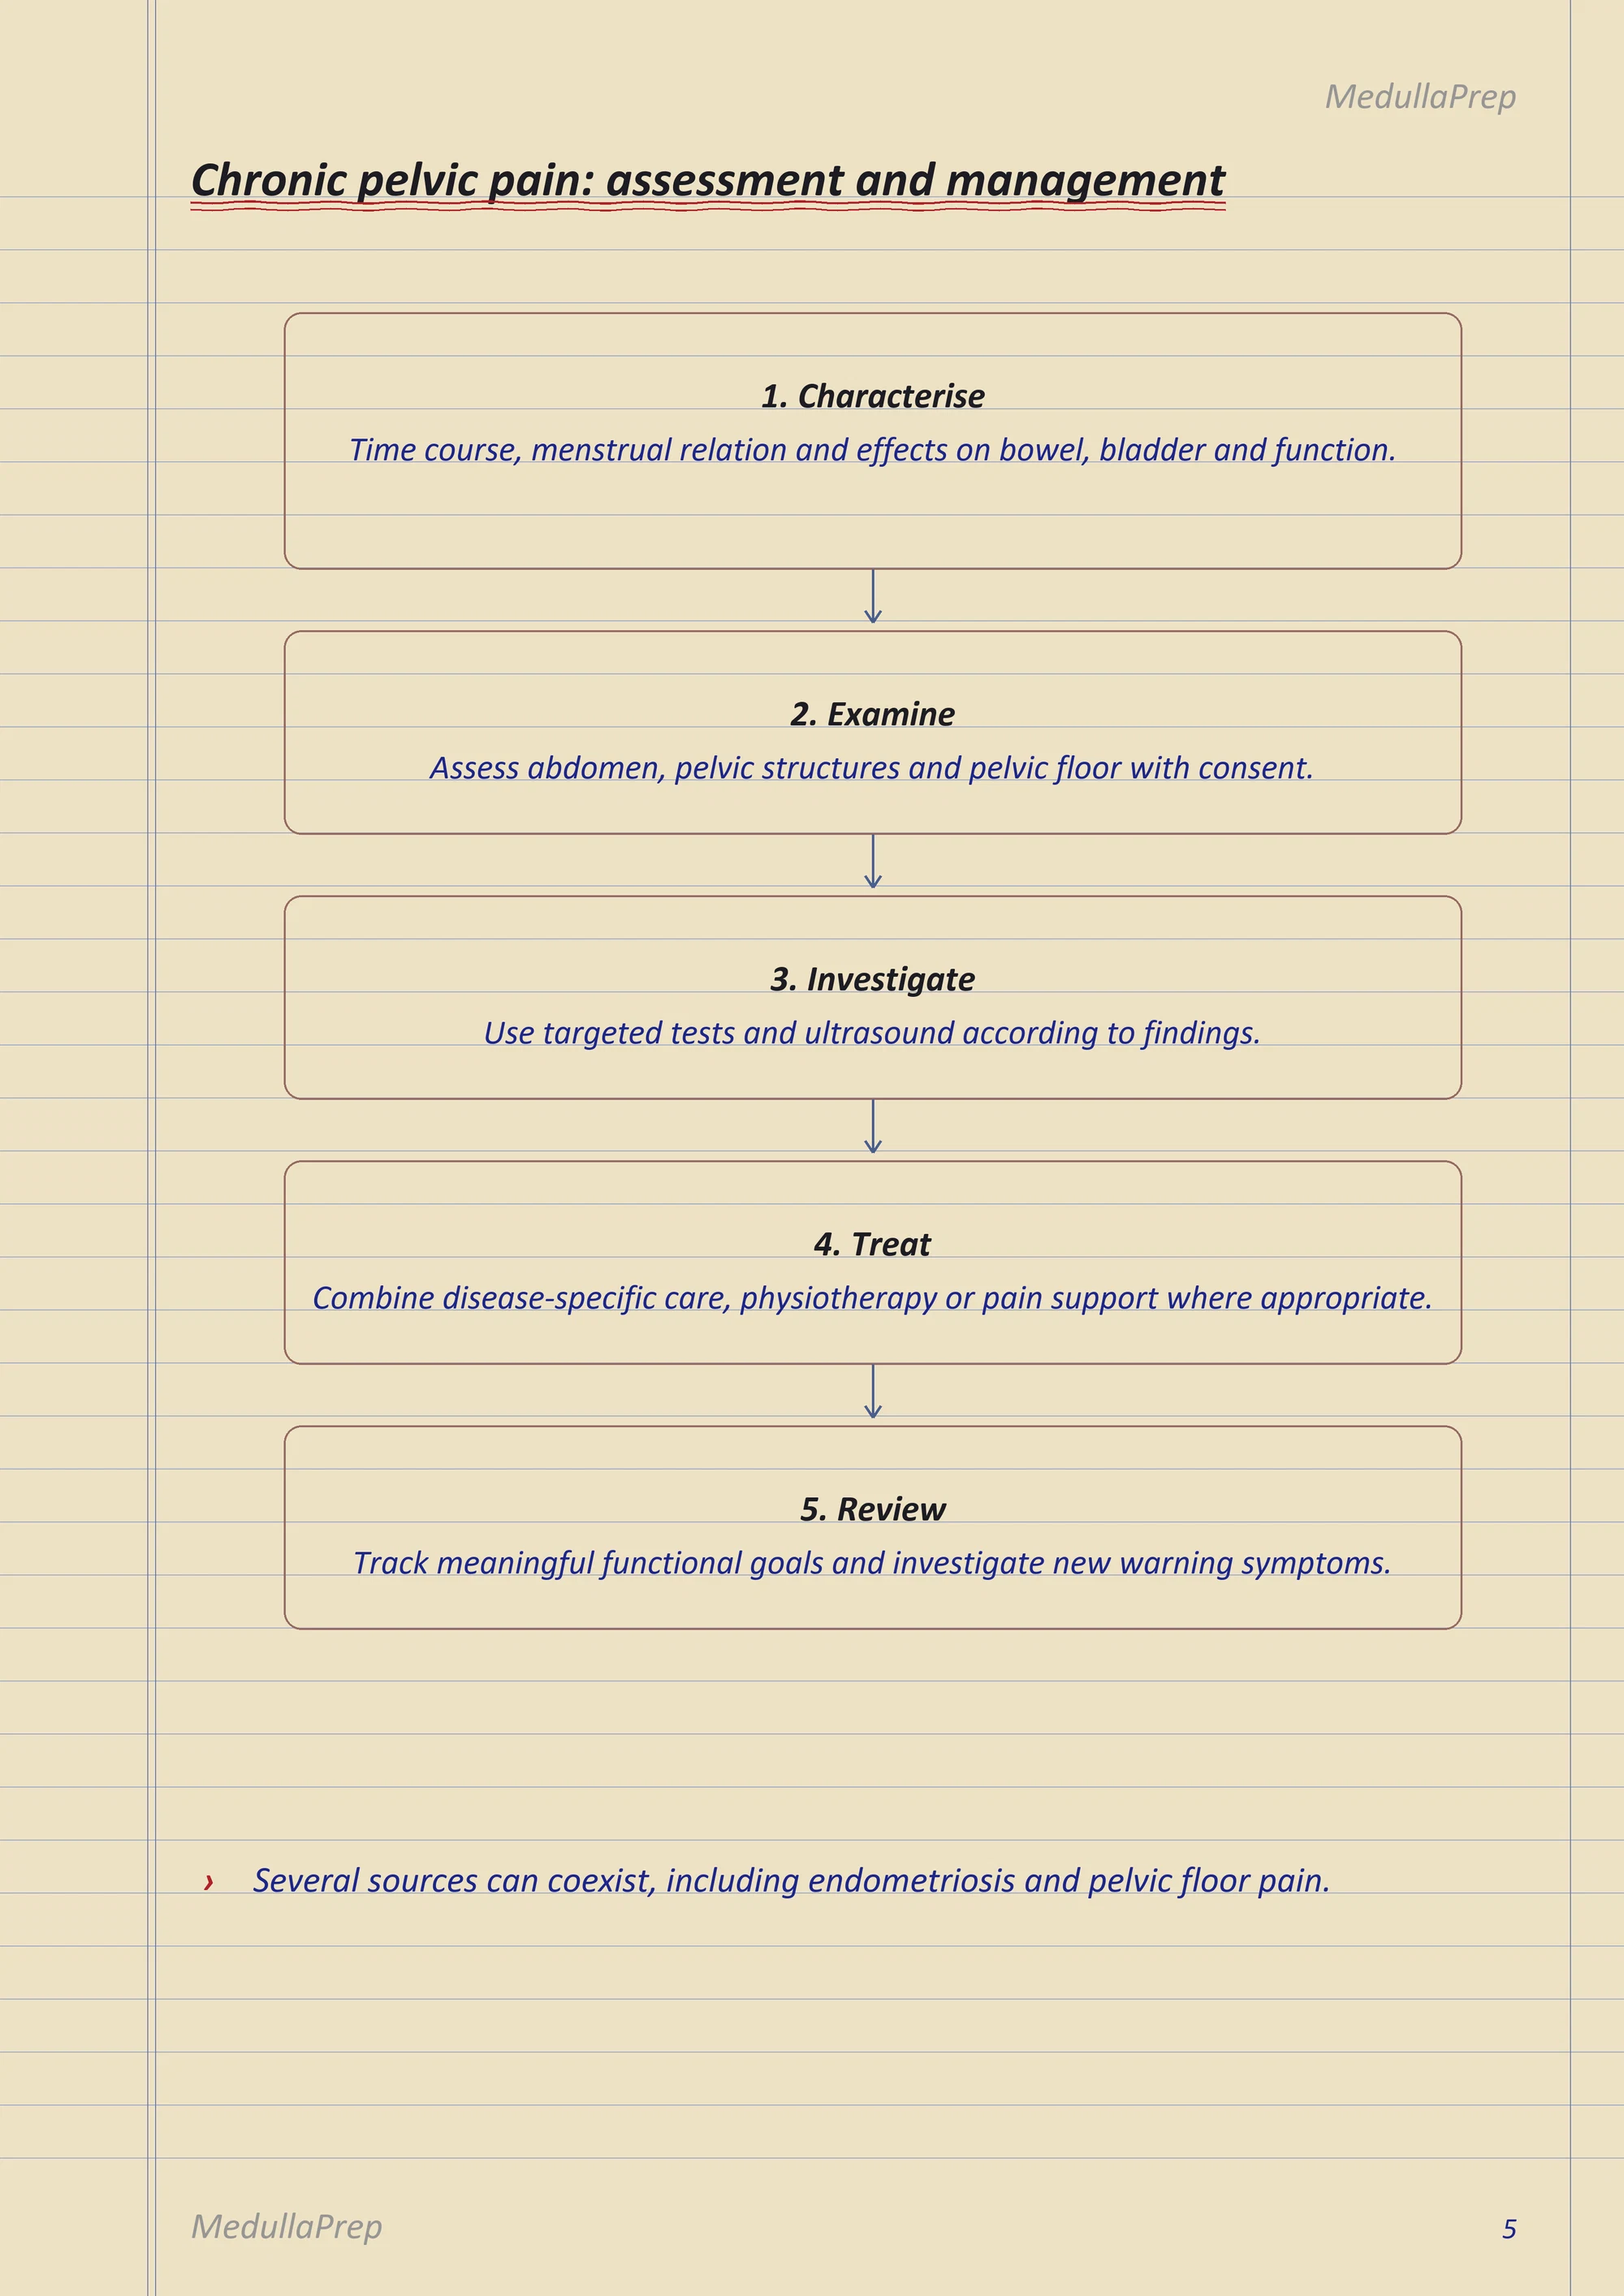 MedullaPrep
Chronic pelvic pain: assessment and management
1. Characterise
Time course, menstrual relation and effects on bowel, bladder and function.
2. Examine
Assess abdomen, pelvic structures and pelvic floor with consent.
3. Investigate
Use targeted tests and ultrasound according to findings.
4. Treat
Combine disease-specific care, physiotherapy or pain support where appropriate.
5. Review
Track meaningful functional goals and investigate new warning symptoms.
› Several sources can coexist, including endometriosis and pelvic floor pain.
MedullaPrep
5